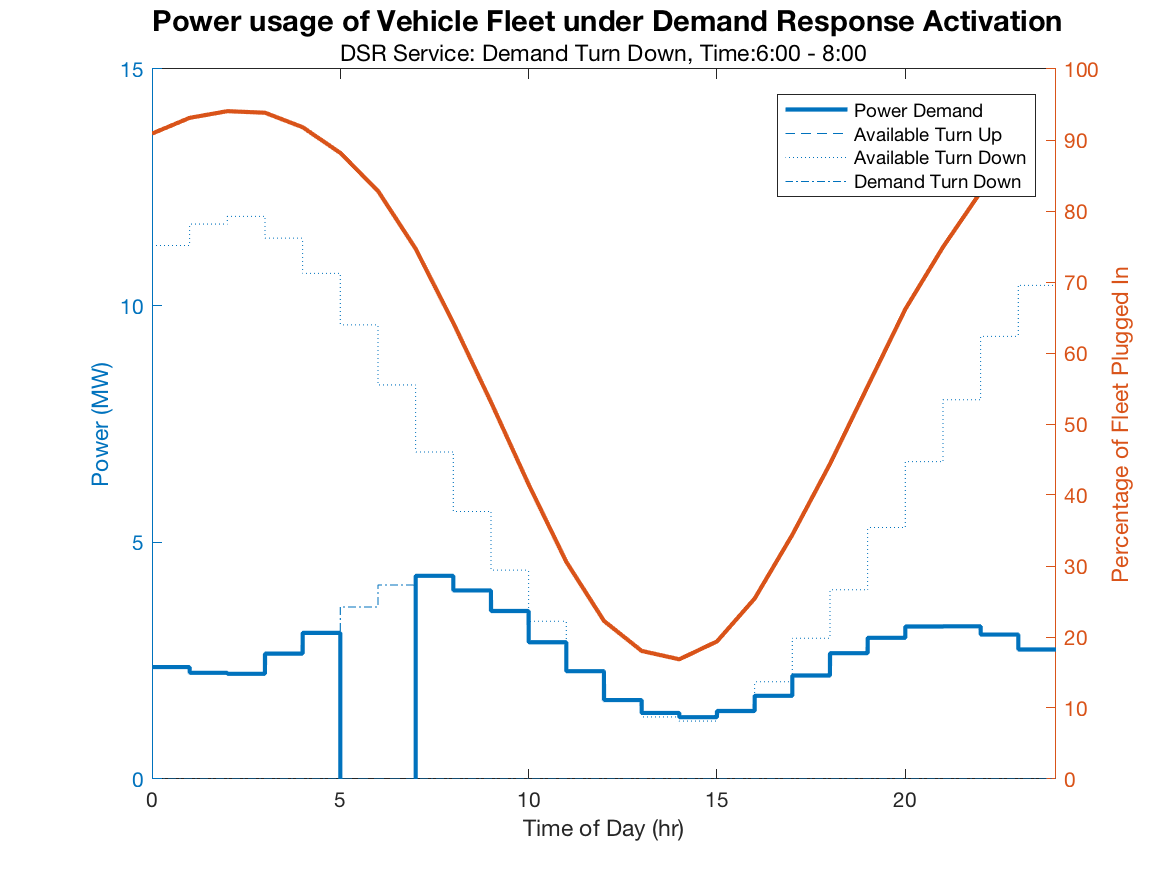 Power usage of Vehicle Fleet under Demand Response Activation
DSR Service: Demand Turn Down, Time:6:00 - 8:00
15
10
5
0
Power (MW)
Power Demand
Available Turn Up
Available Turn Down
Demand Turn Down
100
90
80
70
60
50
40
30
20
10
0
Percentage of Fleet Plugged In
0 5 10 15 20
Time of Day (hr)